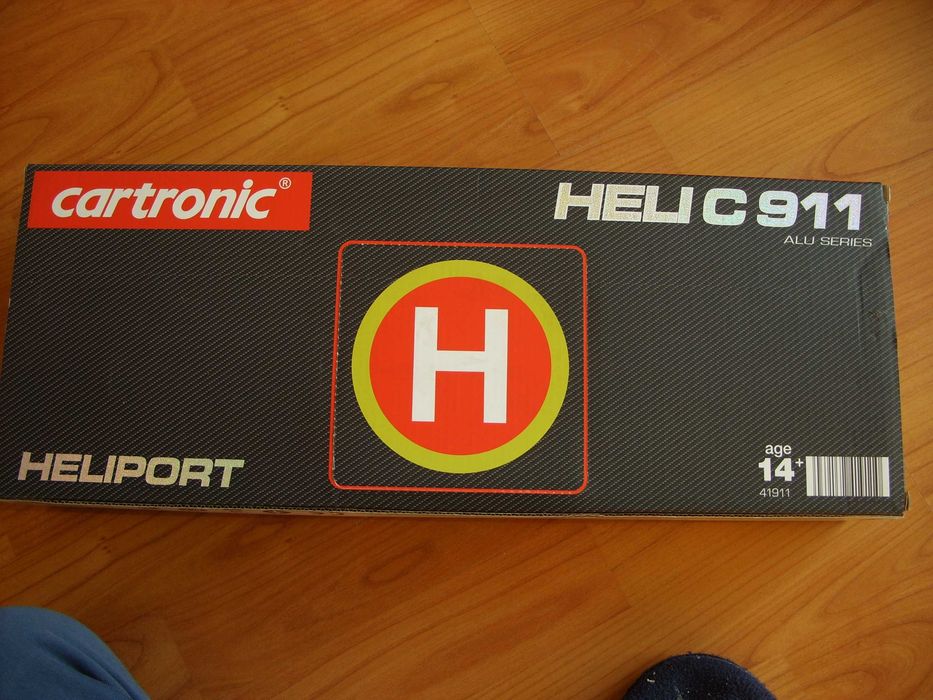 cartronic®
HELI C 911
ALU SERIES
H
HELIPORT
age
14+
41911